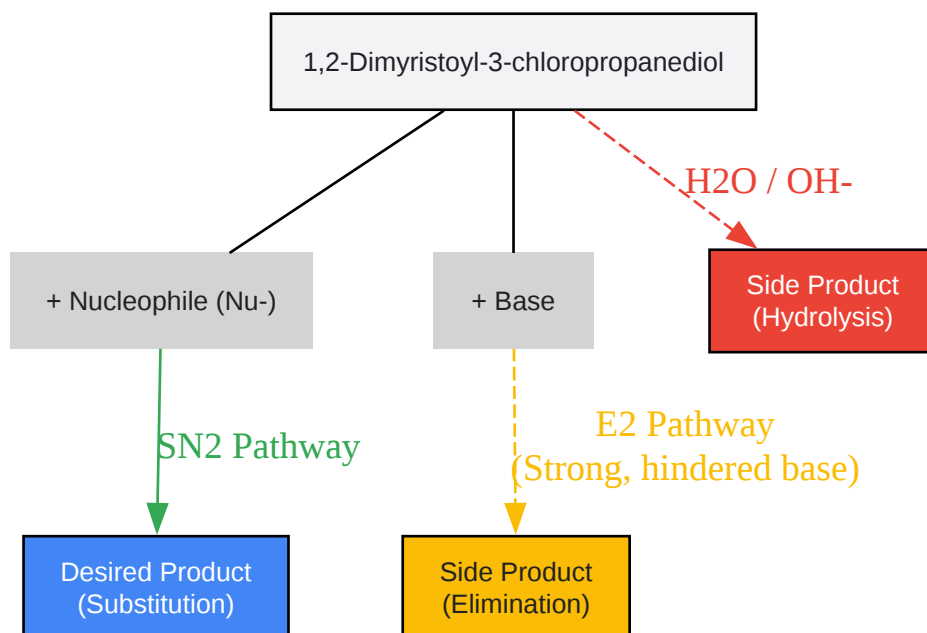 1,2-Dimyristoyl-3-chloropropanediol
H2O / OH-
+ Nucleophile (Nu-)
+ Base
Side Product
(Hydrolysis)
SN2 Pathway
E2 Pathway
(Strong, hindered base)
Desired Product
(Substitution)
Side Product
(Elimination)